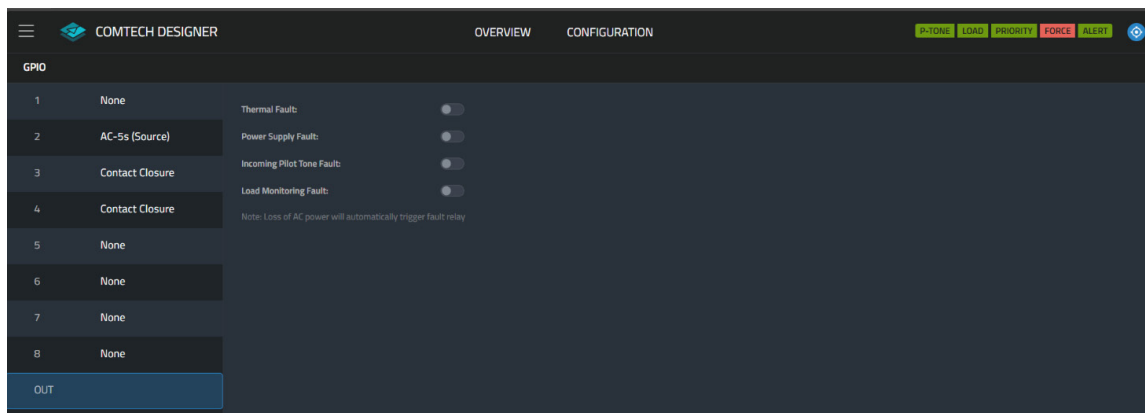 COMTECH DESIGNER OVERVIEW CONFIGURATION P-TONE LOAD PRIORITY FORCE ALERT
GPIO
1 None
2 AC-5s (Source)
3 Contact Closure
4 Contact Closure
5 None
6 None
7 None
8 None
OUT
Thermal Fault:
Power Supply Fault:
Incoming Pilot Tone Fault:
Load Monitoring Fault:
Note: Loss of AC power will automatically trigger fault relay